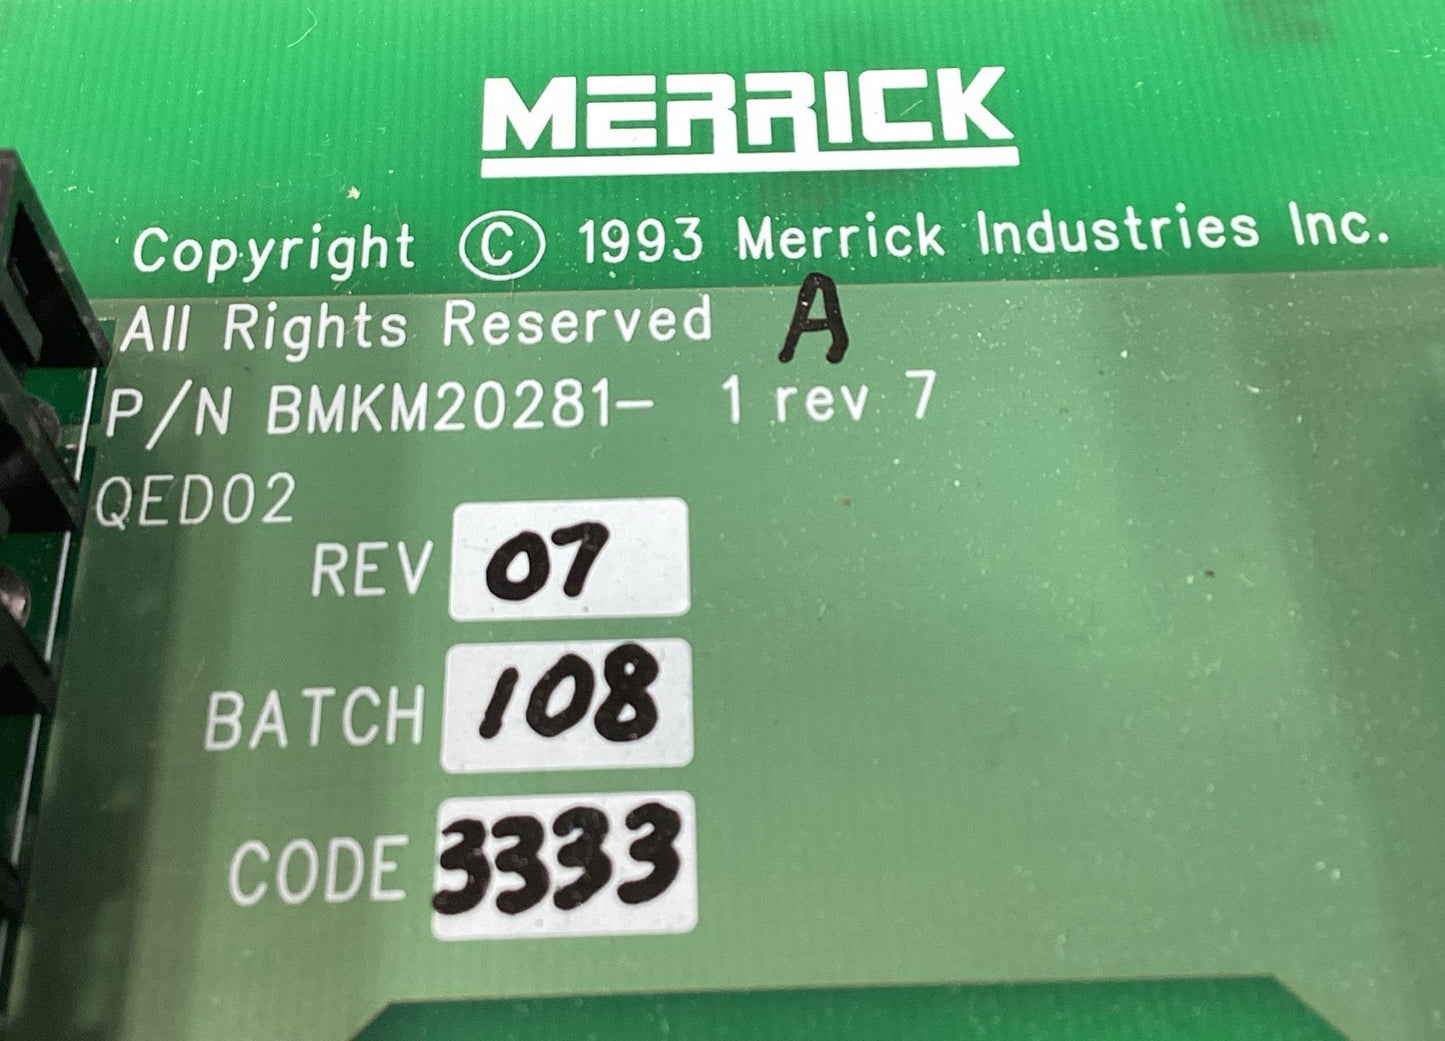 MERRICK
Copyright © 1993 Merrick Industries Inc.
All Rights Reserved A
P/N BMKM20281- 1 rev 7
QED02
REV 07
BATCH 108
CODE 3333